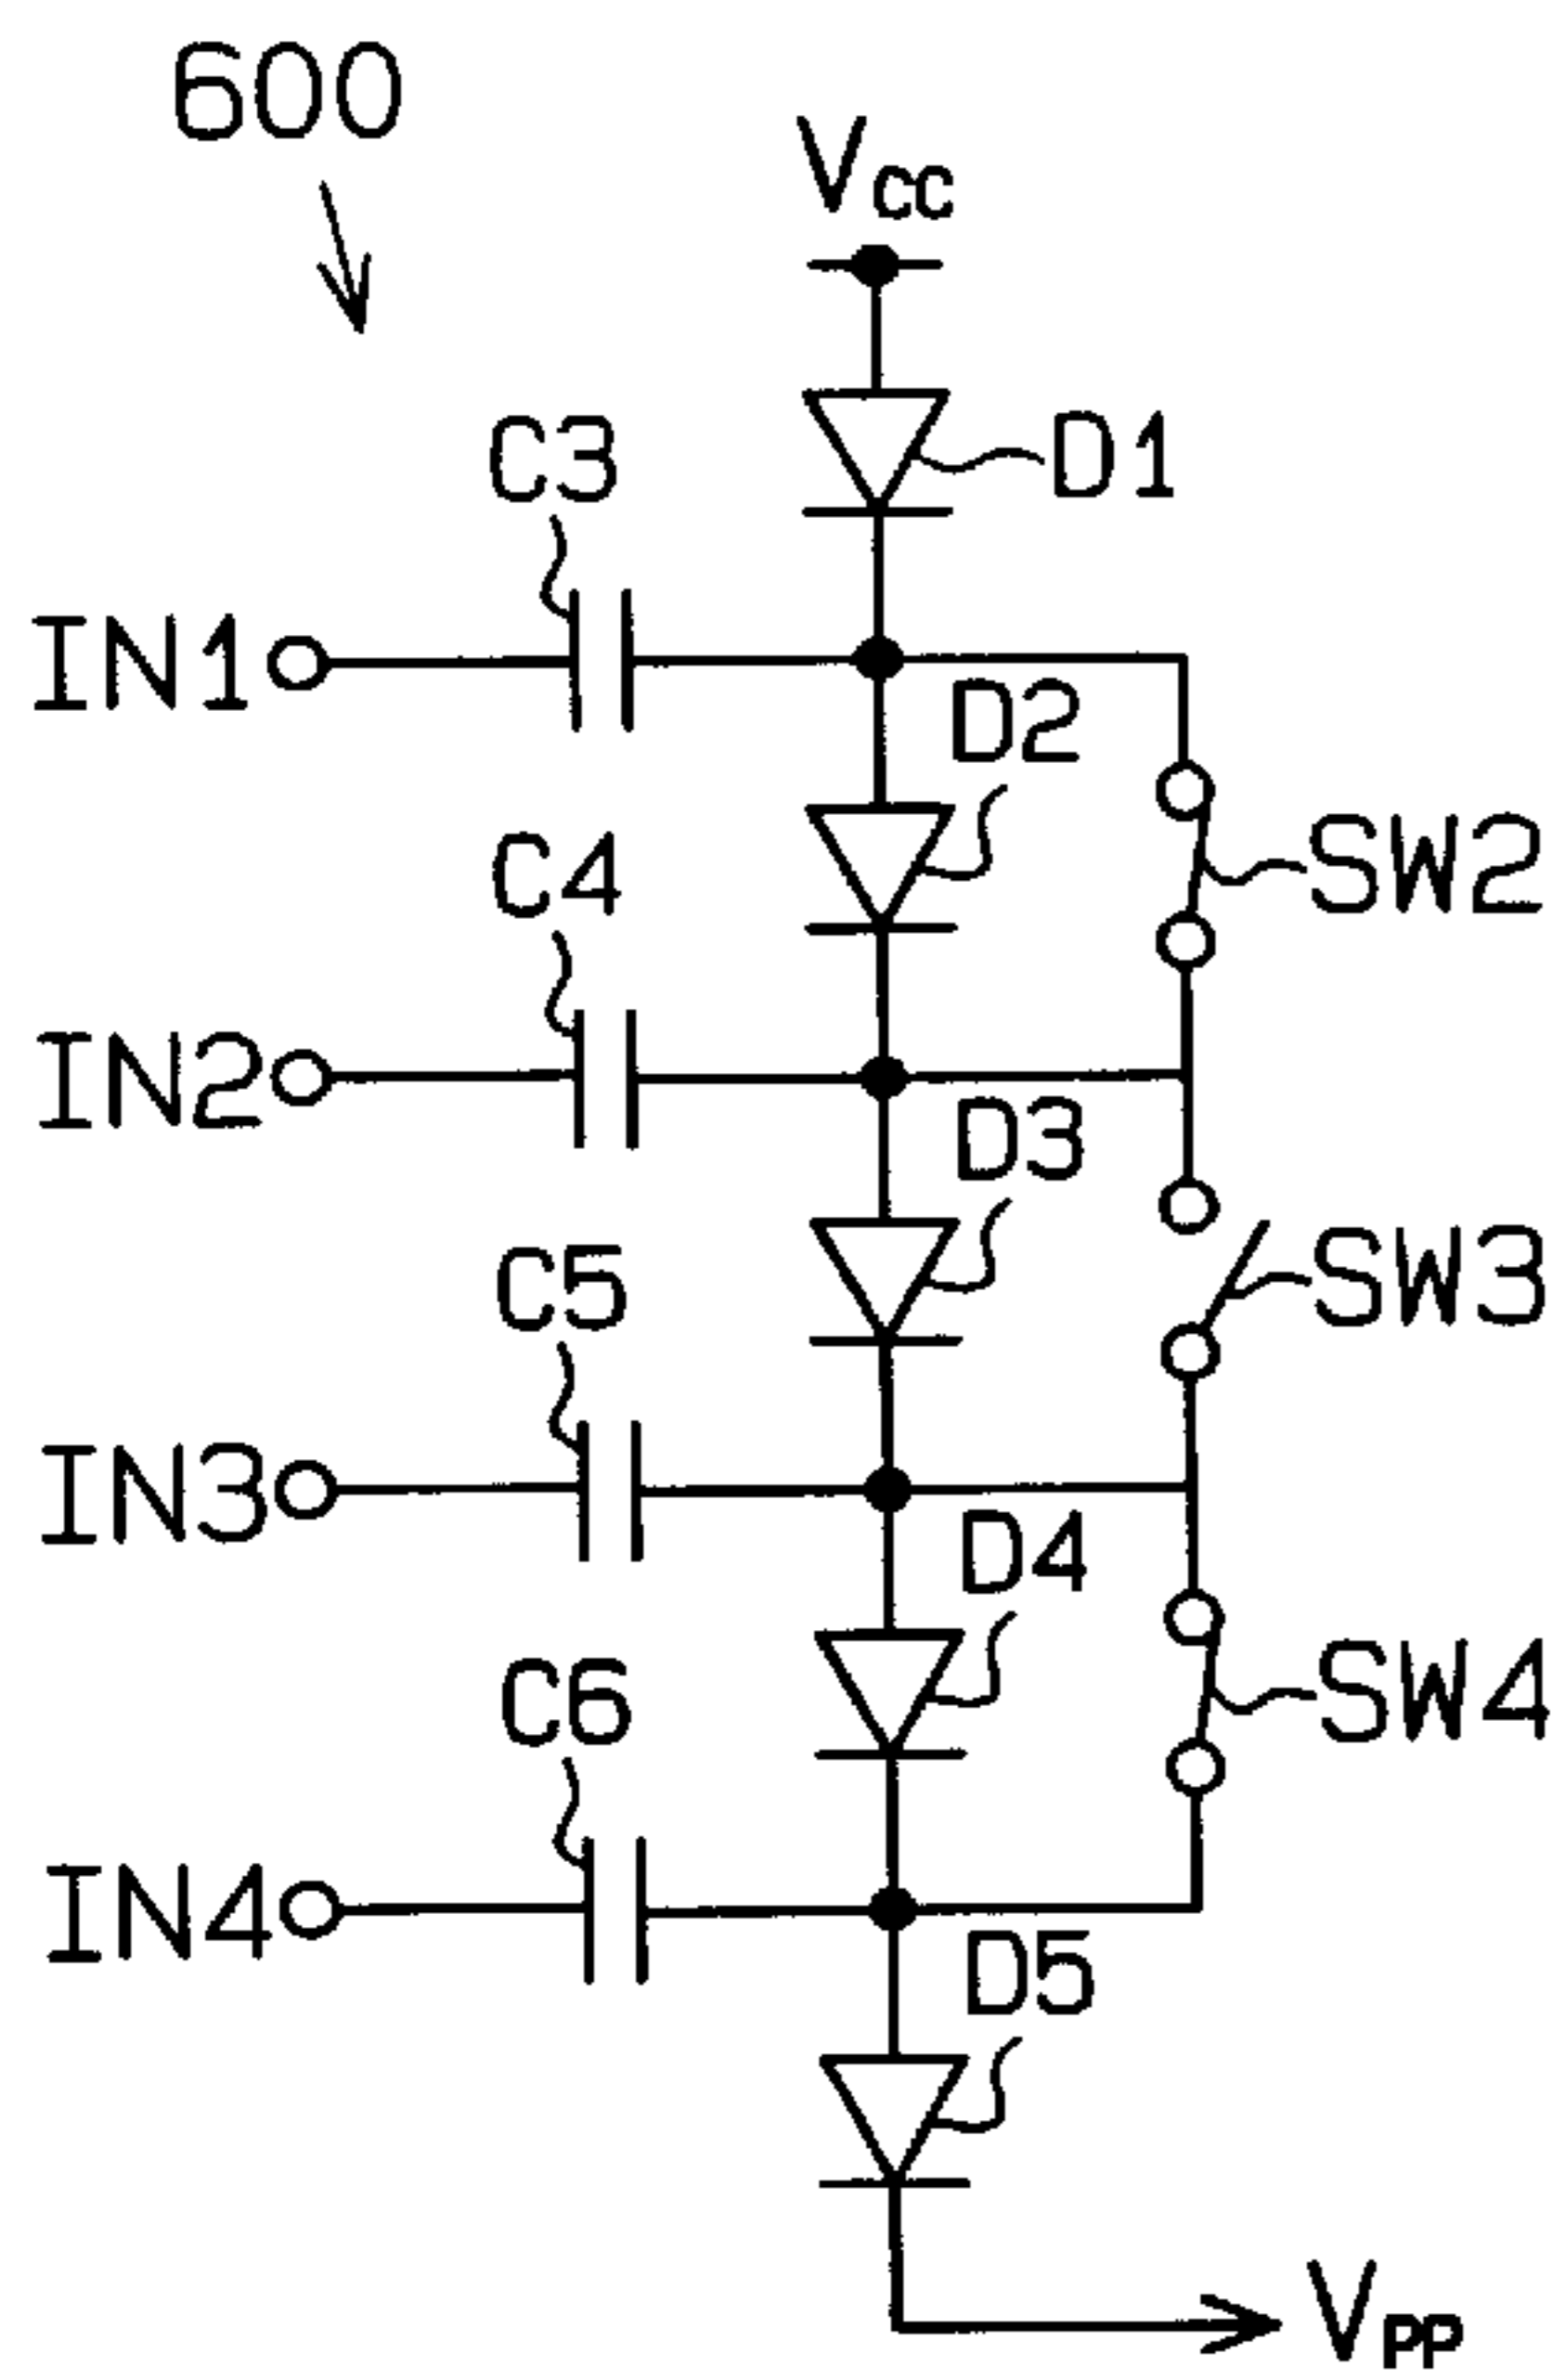 600
Vcc
C3
D1
IN1
D2
C4
SW2
IN2
D3
C5
SW3
IN3
D4
C6
SW4
IN4
D5
VPP